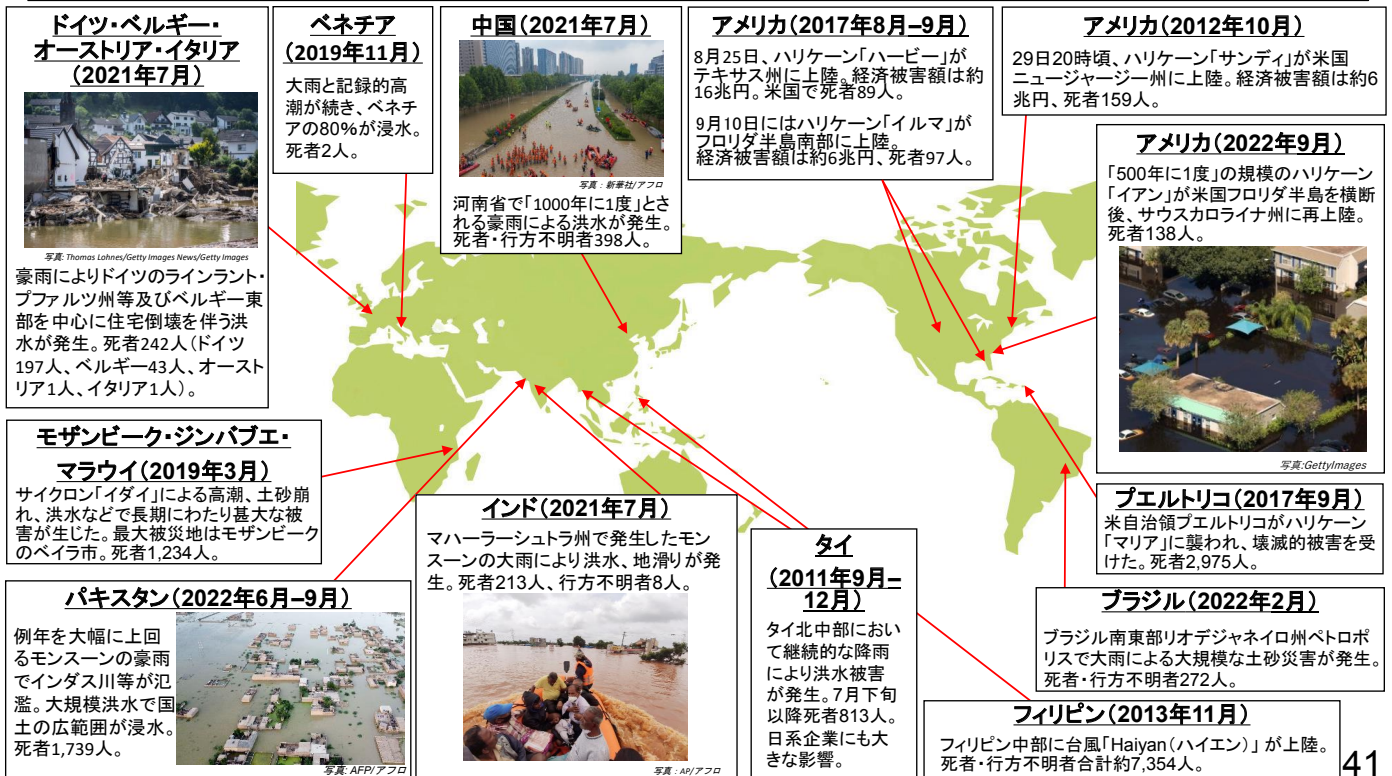 ドイツ・ベルギー・
オーストリア・イタリア
(2021年7月)
写真: Thomas Lohnes/Getty Images News/Getty Images
豪雨によりドイツのラインラント・
プファルツ州等及びベルギー東
部を中心に住宅倒壊を伴う洪
水が発生。死者242人(ドイツ
197人、ベルギー43人、オースト
リア1人、イタリア1人)。
ベネチア
(2019年11月)
大雨と記録的高
潮が続き、ベネチ
アの80%が浸水。
死者2人。
中国(2021年7月)
写真:新華社/アフロ
河南省で「1000年に1度」とさ
れる豪雨による洪水が発生。
死者・行方不明者398人。
アメリカ(2017年8月–9月)
8月25日、ハリケーン「ハービー」が
テキサス州に上陸。経済被害額は約
16兆円。米国で死者89人。
9月10日にはハリケーン「イルマ」が
フロリダ半島南部に上陸。
経済被害額は約6兆円、死者97人。
アメリカ(2012年10月)
29日20時頃、ハリケーン「サンディ」が米国
ニュージャージー州に上陸。経済被害額は約6
兆円、死者159人。
アメリカ(2022年9月)
「500年に1度」の規模のハリケーン
「イアン」が米国フロリダ半島を横断
後、サウスカロライナ州に再上陸。
死者138人。
写真:GettyImages
モザンビーク・ジンバブエ・
マラウイ(2019年3月)
サイクロン「イダイ」による高潮、土砂崩
れ、洪水などで長期にわたり甚大な被
害が生じた。最大被災地はモザンビーク
のベイラ市。死者1,234人。
パキスタン(2022年6月–9月)
例年を大幅に上回
るモンスーンの豪雨
でインダス川等が氾
濫。大規模洪水で国
土の広範囲が浸水。
死者1,739人。
写真: AFP/アフロ
インド(2021年7月)
マハーラーシュトラ州で発生したモン
スーンの大雨により洪水、地滑りが発
生。死者213人、行方不明者8人。
写真:AP/アフロ
タイ
(2011年9月–
12月)
タイ北中部におい
て継続的な降雨
により洪水被害
が発生。7月下旬
以降死者813人。
日系企業にも大
きな影響。
プエルトリコ(2017年9月)
米自治領プエルトリコがハリケーン
「マリア」に襲われ、壊滅的被害を受
けた。死者2,975人。
ブラジル(2022年2月)
ブラジル南東部リオデジャネイロ州ペトロポ
リスで大雨による大規模な土砂災害が発生。
死者・行方不明者272人。
フィリピン(2013年11月)
フィリピン中部に台風「Haiyan(ハイエン)」が上陸。
死者・行方不明者合計約7,354人。
41